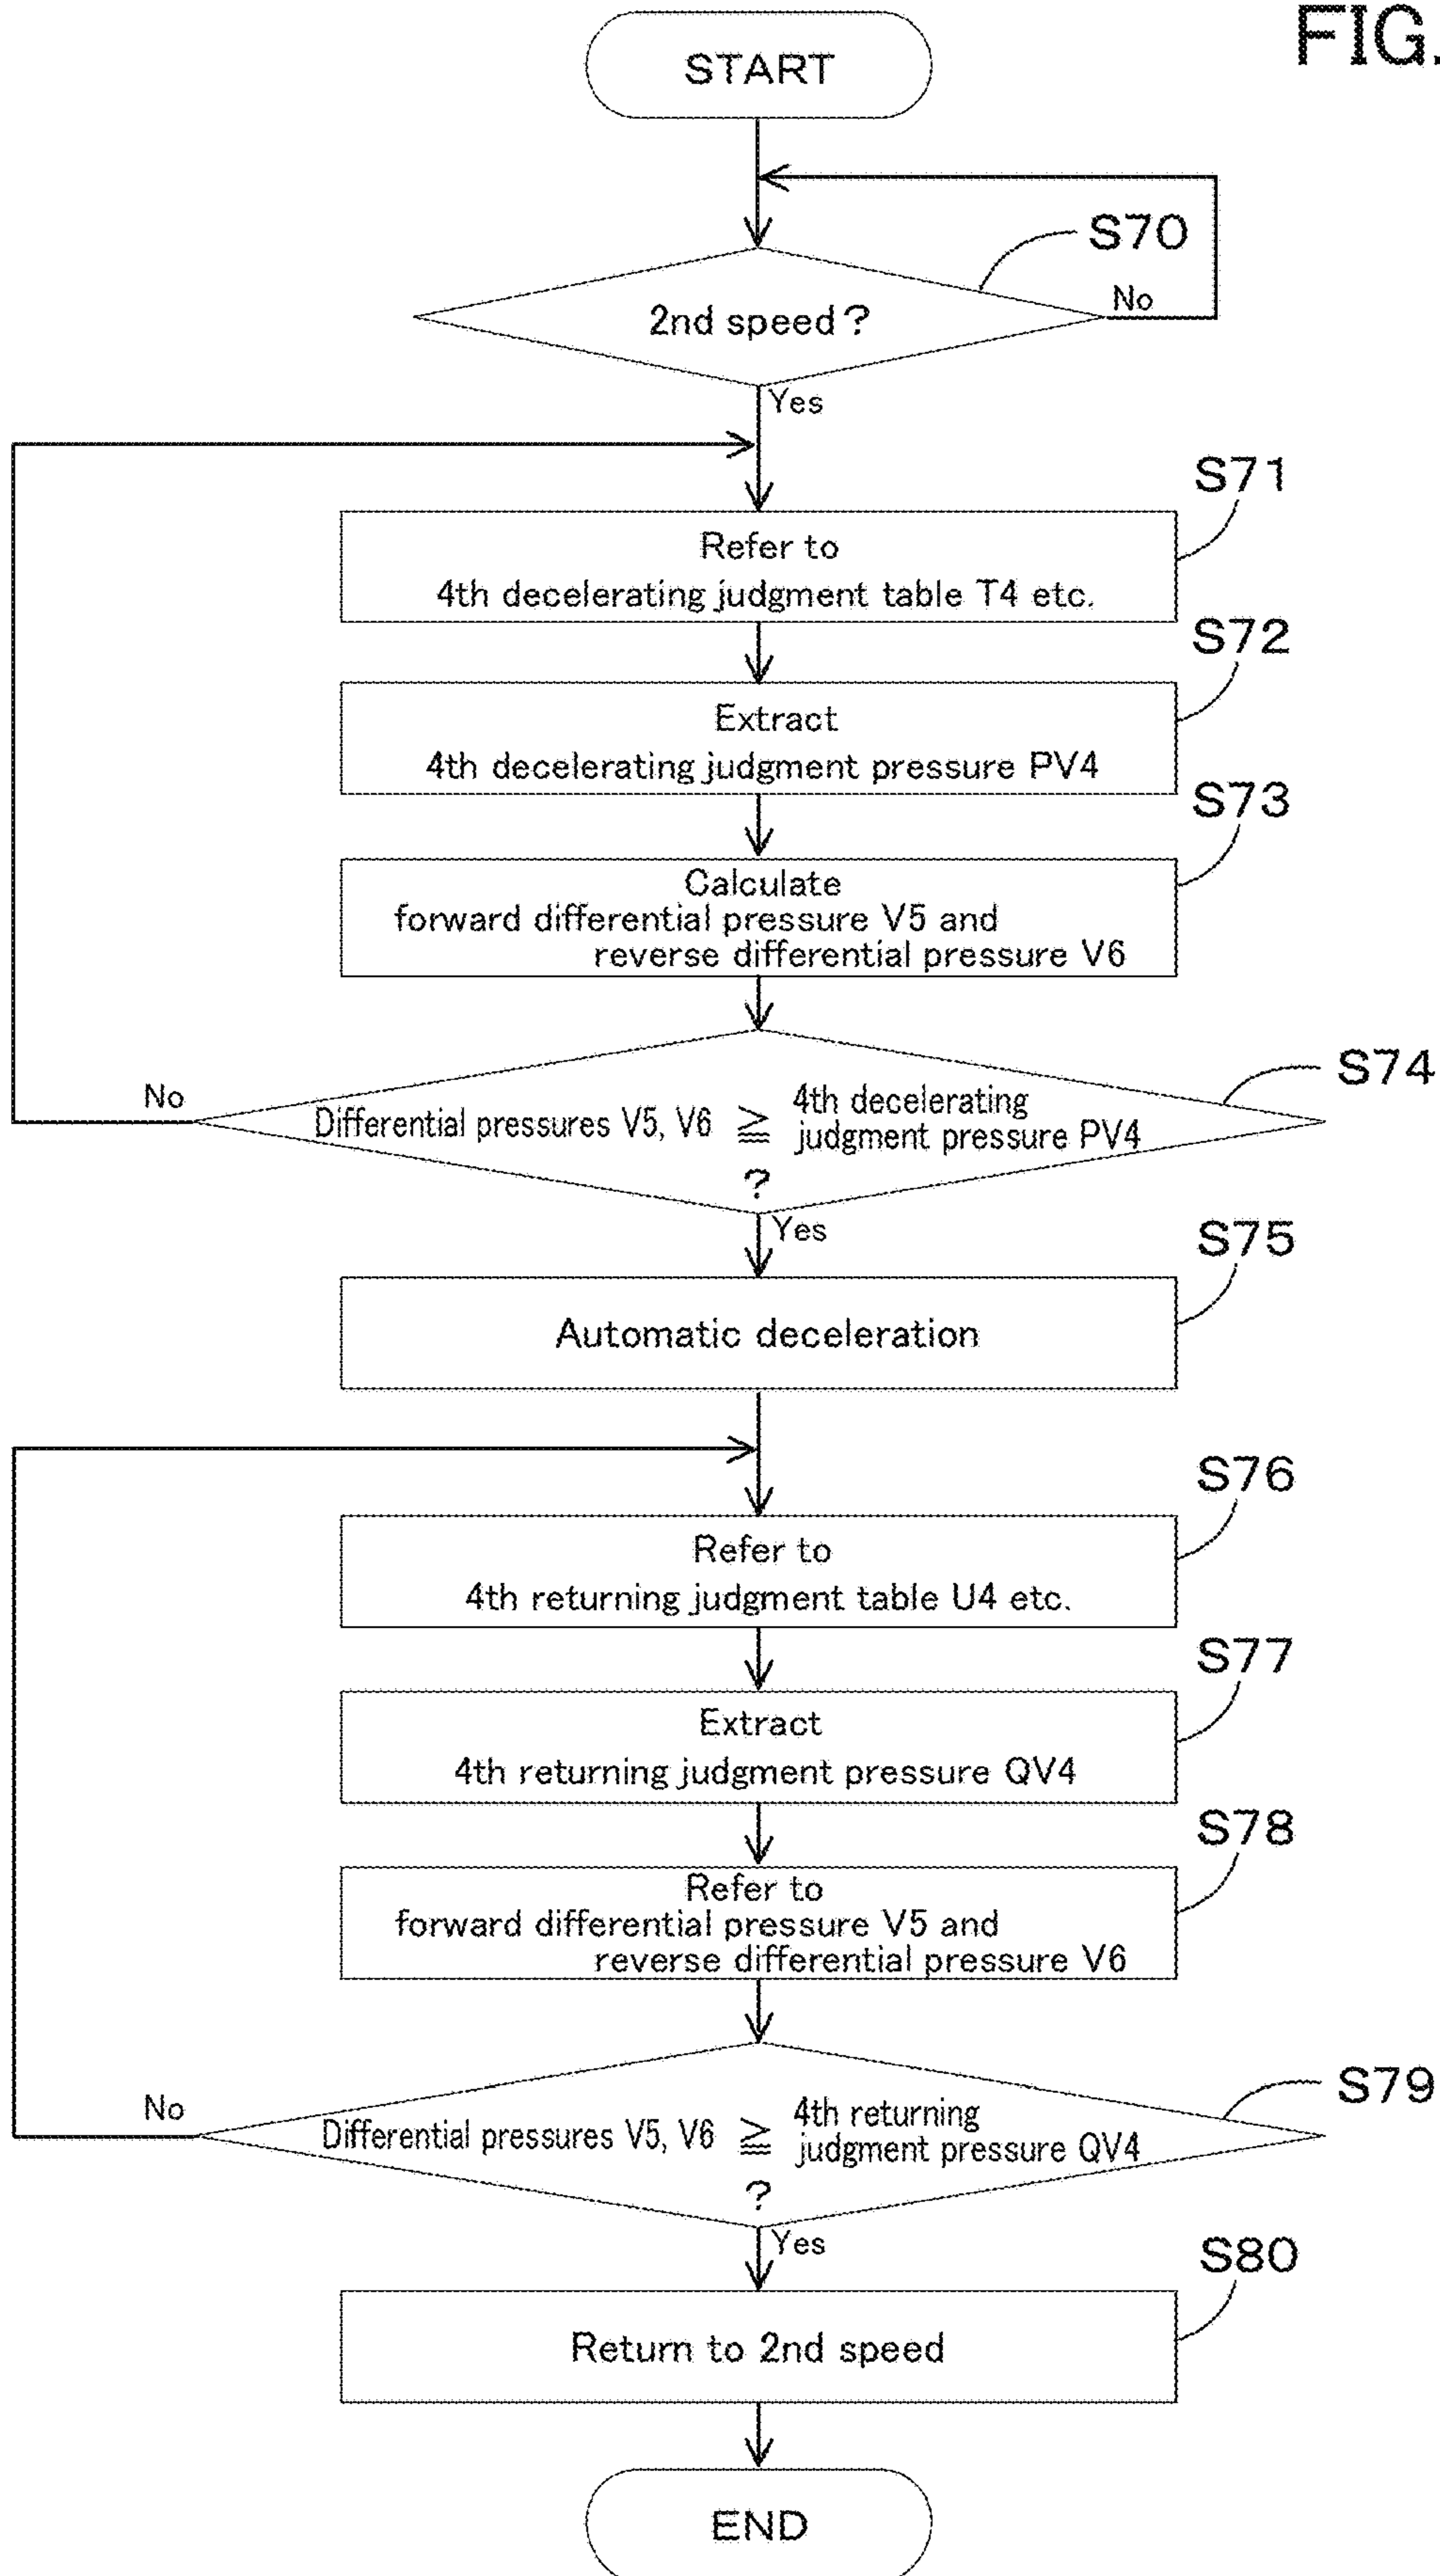 FIG.
START
S70
2nd speed?
No
Yes
S71
Refer to
4th decelerating judgment table T4 etc.
S72
Extract
4th decelerating judgment pressure PV4
S73
Calculate
forward differential pressure V5 and
reverse differential pressure V6
S74
No
Differential pressures V5, V6 ≧ 4th decelerating
judgment pressure PV4
?
Yes
S75
Automatic deceleration
S76
Refer to
4th returning judgment table U4 etc.
S77
Extract
4th returning judgment pressure QV4
S78
Refer to
forward differential pressure V5 and
reverse differential pressure V6
S79
No
Differential pressures V5, V6 ≧ 4th returning
judgment pressure QV4
?
Yes
S80
Return to 2nd speed
END